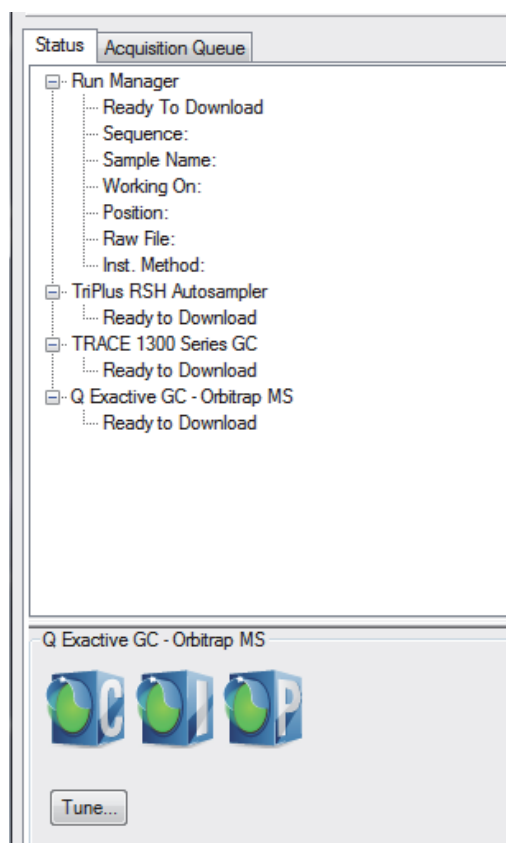 Status Acquisition Queue
Run Manager
Ready To Download
Sequence:
Sample Name:
Working On:
Position:
Raw File:
Inst. Method:
TriPlus RSH Autosampler
Ready to Download
TRACE 1300 Series GC
Ready to Download
Q Exactive GC - Orbitrap MS
Ready to Download
Q Exactive GC - Orbitrap MS
C I P
Tune...